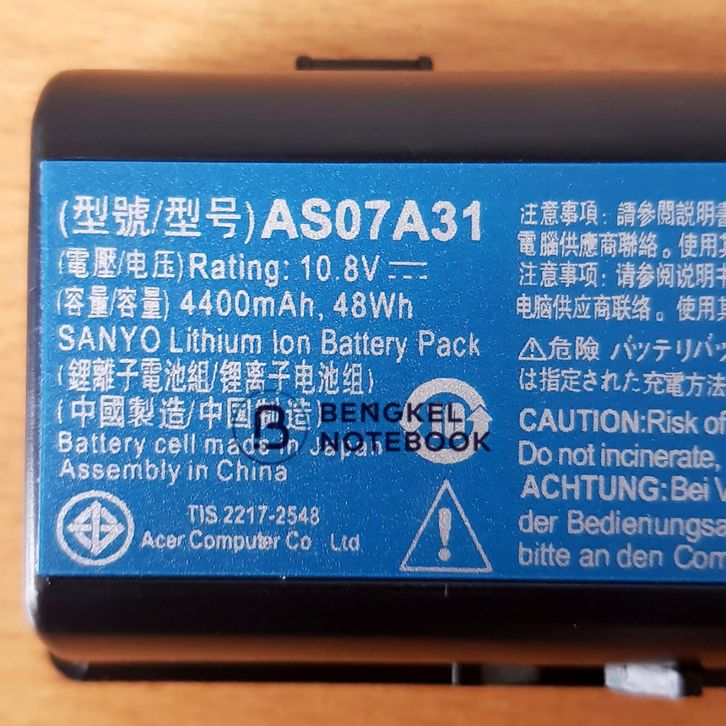 (型號/型号)AS07A31
(電壓/电压)Rating: 10.8V
(容量/容量) 4400mAh, 48Wh
SANYO Lithium Ion Battery Pack
(鋰離子電池組/锂离子电池组)
(中國製造/中国製造)
Battery cell made in Japan
Assembly in China
TIS 2217-2548
Acer Computer Co Ltd
BENGKEL
NOTEBOOK
注意事項：請參閱說明
電腦供應商聯絡。使用
注意事项：请参阅说明
电脑供应商联络。使用
危険 バッテリパッ
は指定された充電方法
CAUTION:Risk of
Do not incinerate,
ACHTUNG:Bei V
der Bedienungsa
bitte an den Com